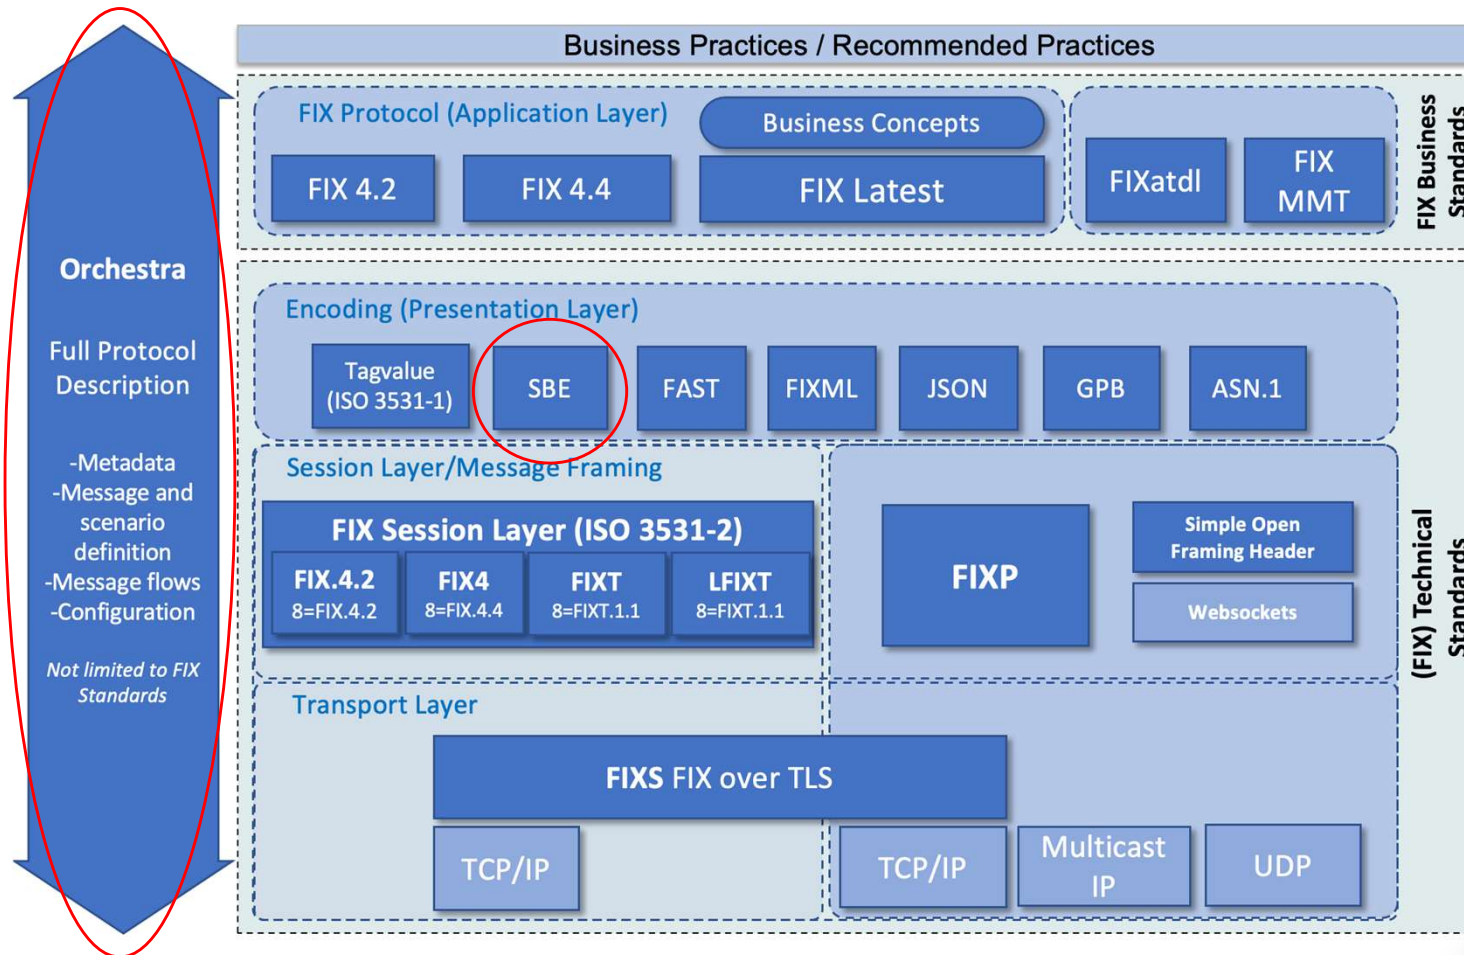 Business Practices / Recommended Practices
Orchestra
Full Protocol
Description
-Metadata
-Message and
scenario
definition
-Message flows
-Configuration
Not limited to FIX
Standards
FIX Protocol (Application Layer)
Business Concepts
FIX 4.2
FIX 4.4
FIX Latest
FIXatdl
FIX
MMT
FIX Business
Standards
Encoding (Presentation Layer)
Tagvalue
(ISO 3531-1)
SBE
FAST
FIXML
JSON
GPB
ASN.1
Session Layer/Message Framing
FIX Session Layer (ISO 3531-2)
FIX.4.2
8=FIX.4.2
FIX4
8=FIX.4.4
FIXT
8=FIXT.1.1
LFIXT
8=FIXT.1.1
FIXP
Simple Open
Framing Header
Websockets
(FIX) Technical
Standards
Transport Layer
FIXS FIX over TLS
TCP/IP
TCP/IP
Multicast
IP
UDP